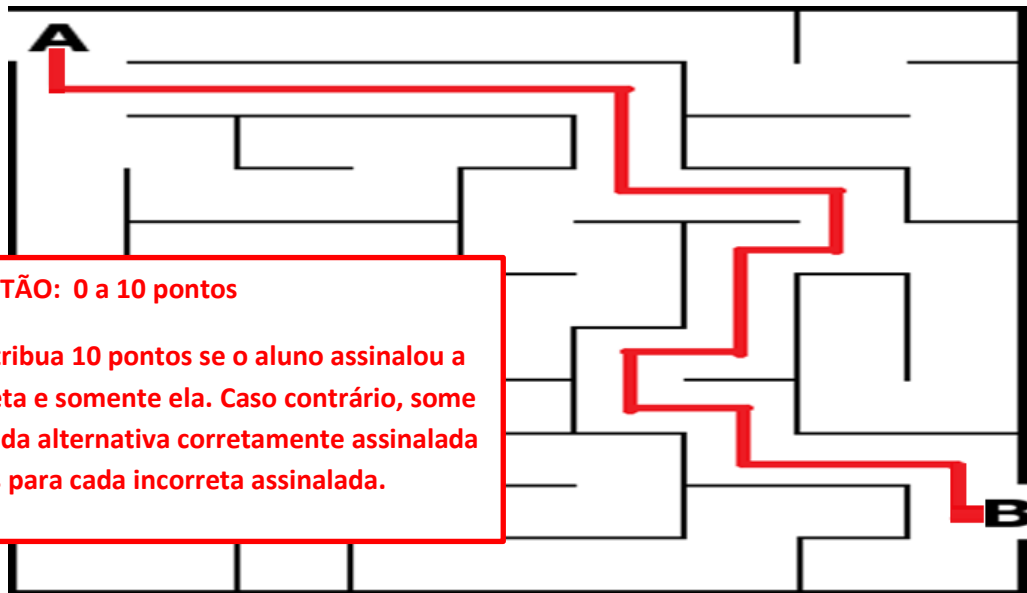 A
TÃO: 0 a 10 pontos
ribua 10 pontos se o aluno assinalou a
eta e somente ela. Caso contrário, some
da alternativa corretamente assinalada
para cada incorreta assinalada.
B